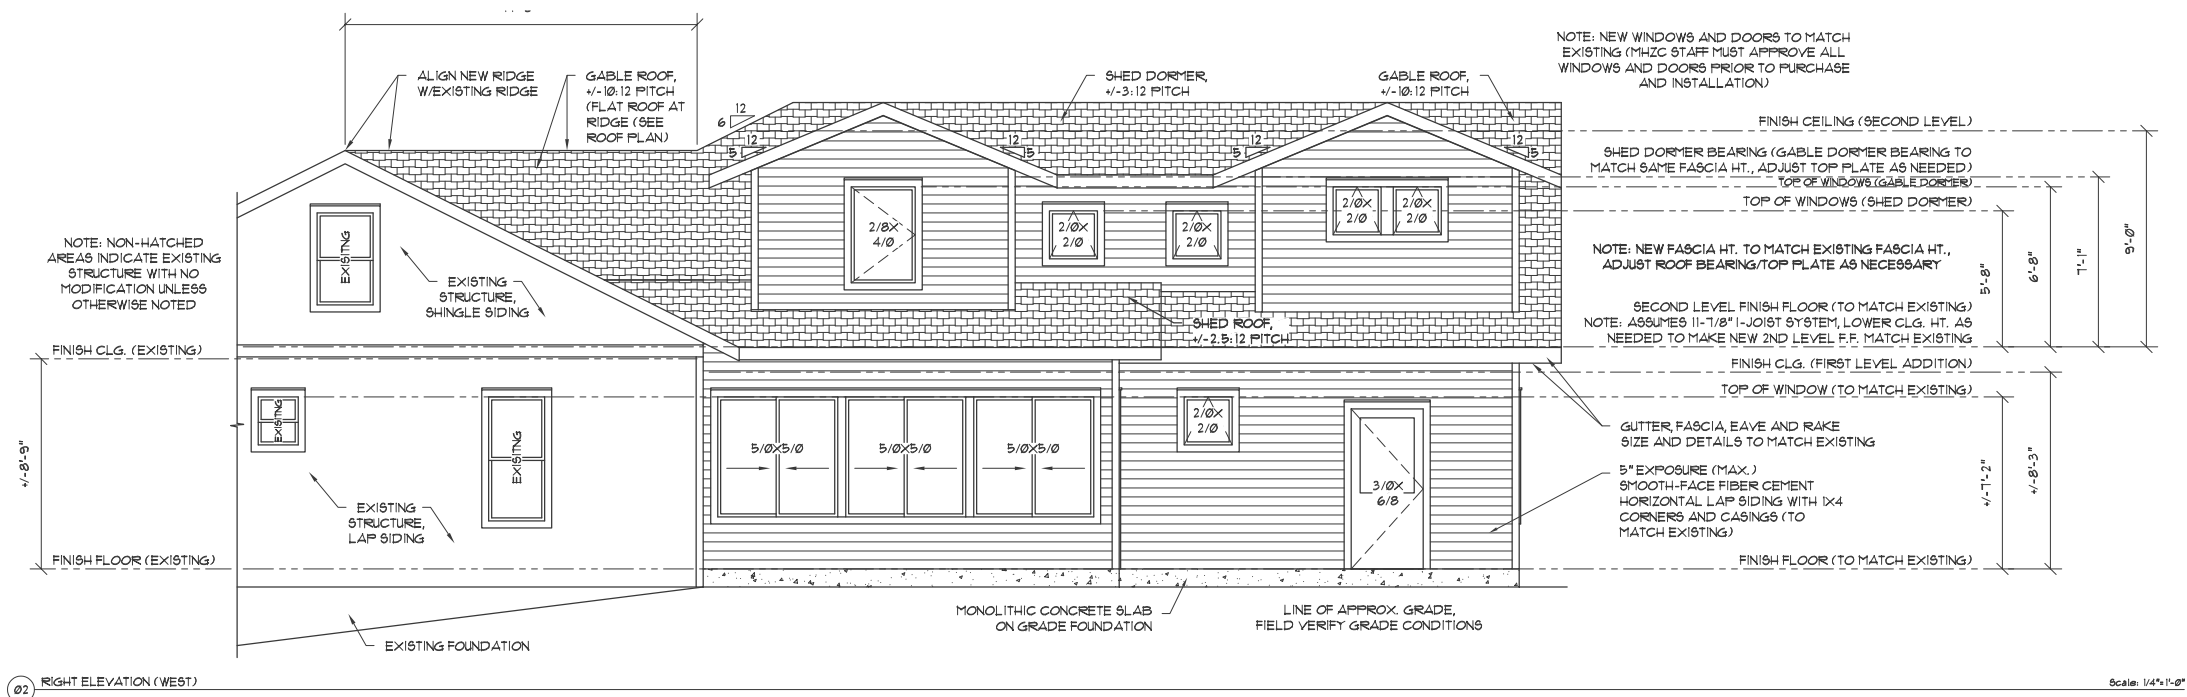 ALIGN NEW RIDGE
W/EXISTING RIDGE
GABLE ROOF,
+/-10:12 PITCH
(FLAT ROOF AT
RIDGE (SEE
ROOF PLAN)
12
6
SHED DORMER,
+/-3:12 PITCH
GABLE ROOF,
+/-10:12 PITCH
NOTE: NEW WINDOWS AND DOORS TO MATCH
EXISTING (MHZC STAFF MUST APPROVE ALL
WINDOWS AND DOORS PRIOR TO PURCHASE
AND INSTALLATION)
12
5
12
5
12
5
12
5
FINISH CEILING (SECOND LEVEL)
SHED DORMER BEARING (GABLE DORMER BEARING TO
MATCH SAME FASCIA HT., ADJUST TOP PLATE AS NEEDED)
TOP OF WINDOWS (GABLE DORMER)
TOP OF WINDOWS (SHED DORMER)
NOTE: NEW FASCIA HT. TO MATCH EXISTING FASCIA HT.,
ADJUST ROOF BEARING/TOP PLATE AS NECESSARY
5'-8"
6'-8"
7'-1"
9'-0"
SECOND LEVEL FINISH FLOOR (TO MATCH EXISTING)
NOTE: ASSUMES 11-7/8" I-JOIST SYSTEM, LOWER CLG. HT. AS
NEEDED TO MAKE NEW 2ND LEVEL F.F. MATCH EXISTING
NOTE: NON-HATCHED
AREAS INDICATE EXISTING
STRUCTURE WITH NO
MODIFICATION UNLESS
OTHERWISE NOTED
EXISTING
EXISTING
STRUCTURE,
SHINGLE SIDING
2/8X
4/0
2/0X
2/0
2/0X
2/0
2/0X
2/0
2/0X
2/0
SHED ROOF,
+/-2.5:12 PITCH
FINISH CLG. (EXISTING)
FINISH CLG. (FIRST LEVEL ADDITION)
TOP OF WINDOW (TO MATCH EXISTING)
+/-8'-9"
EXISTING
EXISTING
EXISTING
STRUCTURE,
LAP SIDING
5/0X5/0
5/0X5/0
5/0X5/0
2/0X
2/0
3/0X
6/8
GUTTER, FASCIA, EAVE AND RAKE
SIZE AND DETAILS TO MATCH EXISTING
5" EXPOSURE (MAX.)
SMOOTH-FACE FIBER CEMENT
HORIZONTAL LAP SIDING WITH 1X4
CORNERS AND CASINGS (TO
MATCH EXISTING)
+/-7'-2"
+/-8'-3"
FINISH FLOOR (EXISTING)
FINISH FLOOR (TO MATCH EXISTING)
MONOLITHIC CONCRETE SLAB
ON GRADE FOUNDATION
LINE OF APPROX. GRADE,
FIELD VERIFY GRADE CONDITIONS
EXISTING FOUNDATION
02
RIGHT ELEVATION (WEST)
Scale: 1/4"=1'-0"